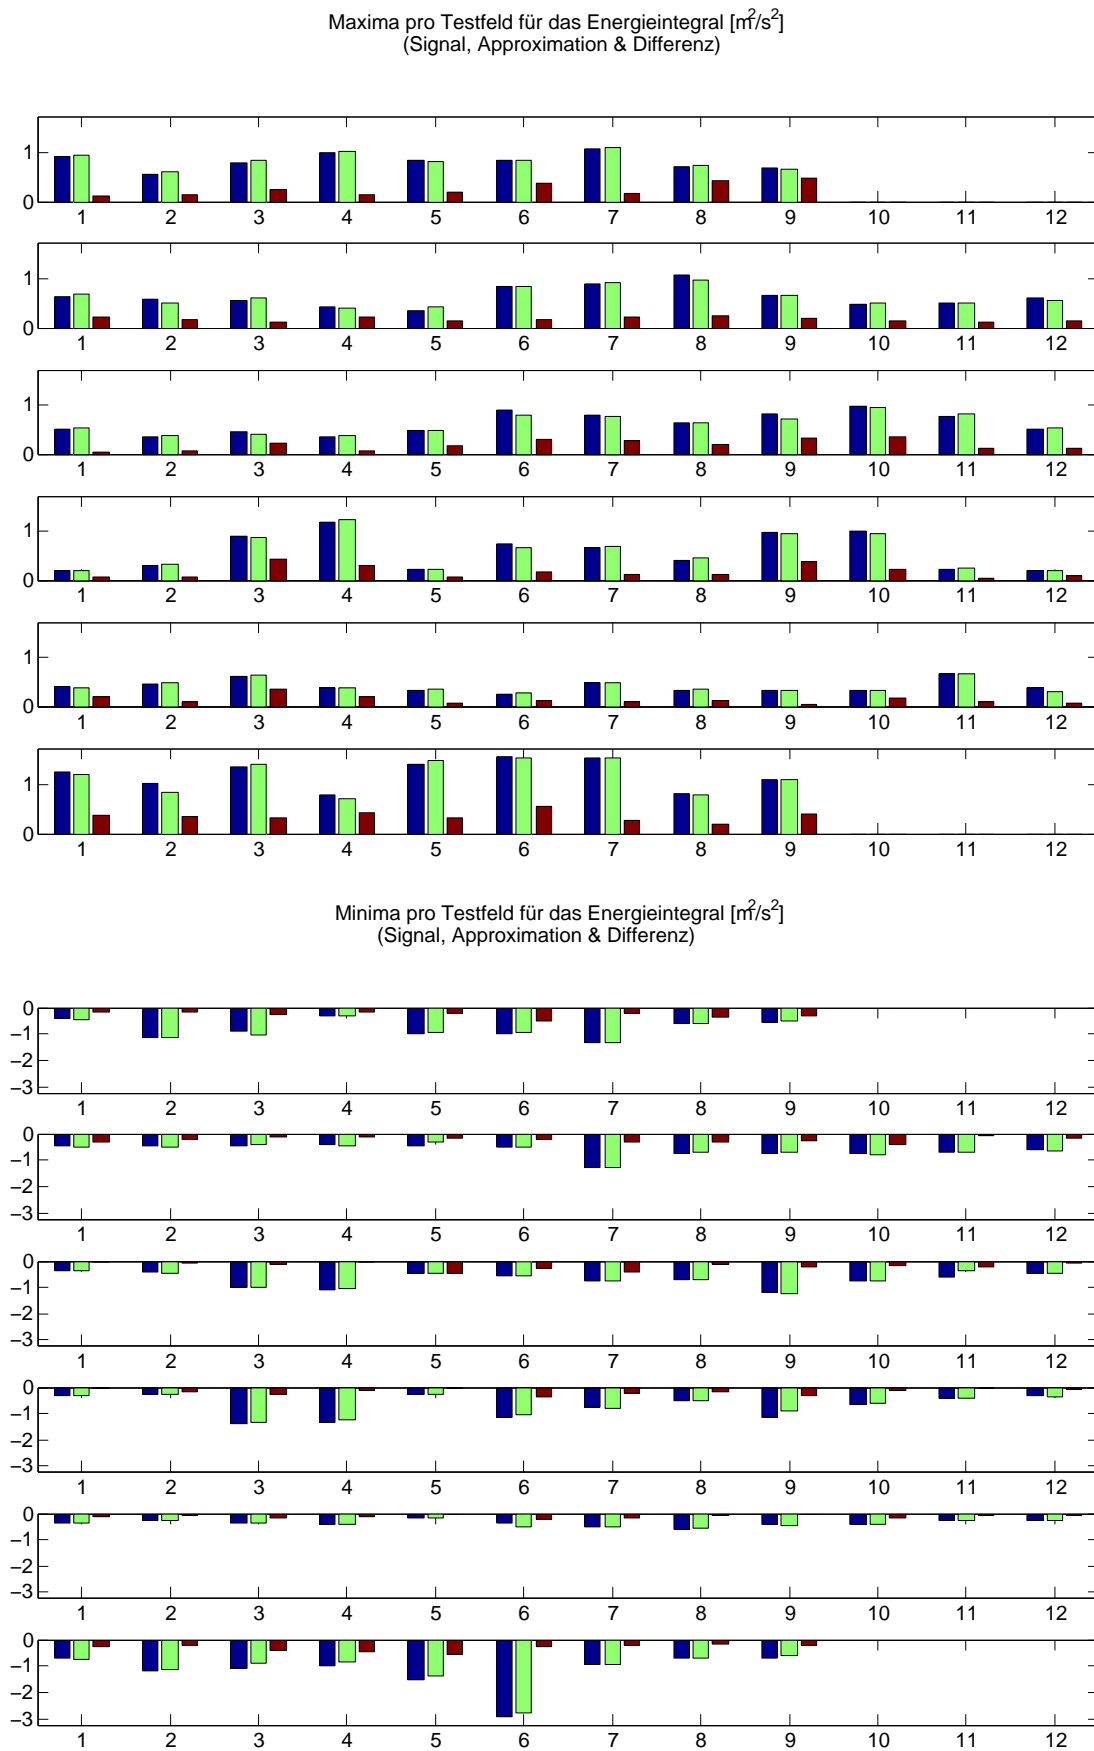 Maxima pro Testfeld für das Energieintegral [m²/s²]
(Signal, Approximation & Differenz)
1
0
1 2 3 4 5 6 7 8 9 10 11 12
1
0
1 2 3 4 5 6 7 8 9 10 11 12
1
0
1 2 3 4 5 6 7 8 9 10 11 12
1
0
1 2 3 4 5 6 7 8 9 10 11 12
1
0
1 2 3 4 5 6 7 8 9 10 11 12
1
0
1 2 3 4 5 6 7 8 9 10 11 12
Minima pro Testfeld für das Energieintegral [m²/s²]
(Signal, Approximation & Differenz)
0
−1
−2
−3
1 2 3 4 5 6 7 8 9 10 11 12
0
−1
−2
−3
1 2 3 4 5 6 7 8 9 10 11 12
0
−1
−2
−3
1 2 3 4 5 6 7 8 9 10 11 12
0
−1
−2
−3
1 2 3 4 5 6 7 8 9 10 11 12
0
−1
−2
−3
1 2 3 4 5 6 7 8 9 10 11 12
0
−1
−2
−3
1 2 3 4 5 6 7 8 9 10 11 12